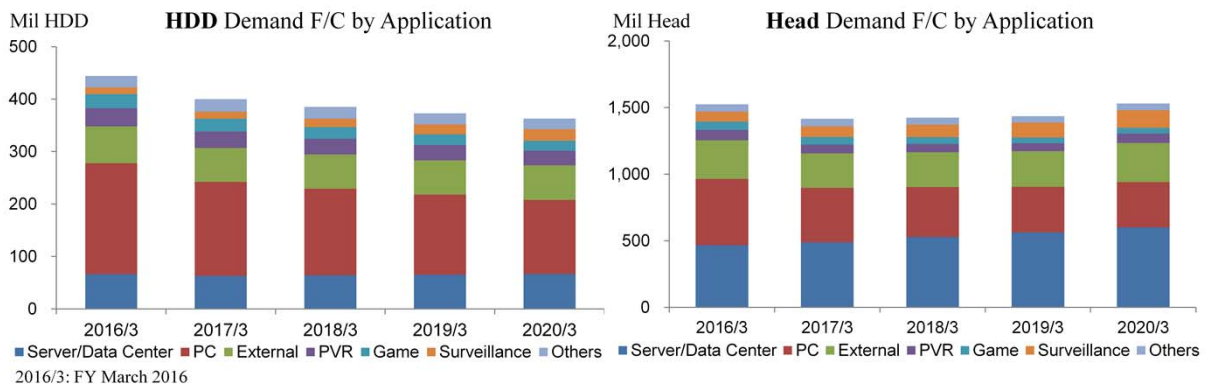 Mil HDD
HDD Demand F/C by Application
500
400
300
200
100
0
2016/3 2017/3 2018/3 2019/3 2020/3
Server/Data Center PC External PVR Game Surveillance Others
2016/3: FY March 2016
Mil Head
Head Demand F/C by Application
2,000
1,500
1,000
500
0
2016/3 2017/3 2018/3 2019/3 2020/3
Server/Data Center PC External PVR Game Surveillance Others